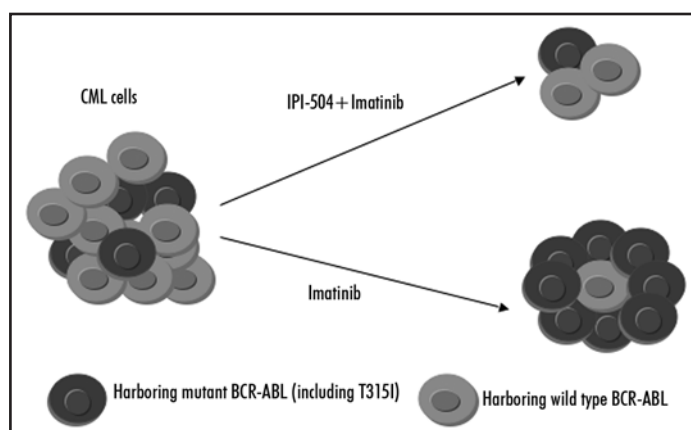 CML cells
IPI-504+Imatinib
Imatinib
Harboring mutant BCR-ABL (including T315I)
Harboring wild type BCR-ABL